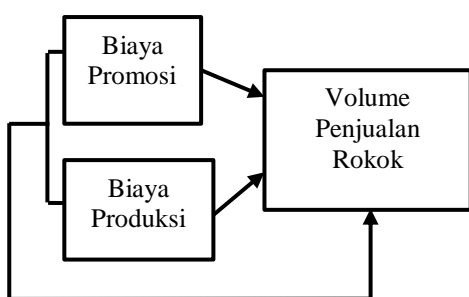 Biaya
Promosi
Volume
Penjualan
Rokok
Biaya
Produksi